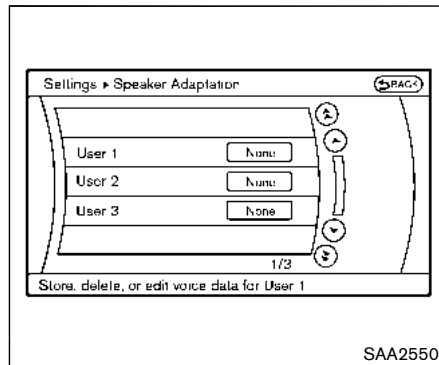 Settings ▸ Speaker Adaptation
BACK
User 1 None
User 2 None
User 3 None
1/3
Store, delete, or edit voice data for User 1
SAA2550